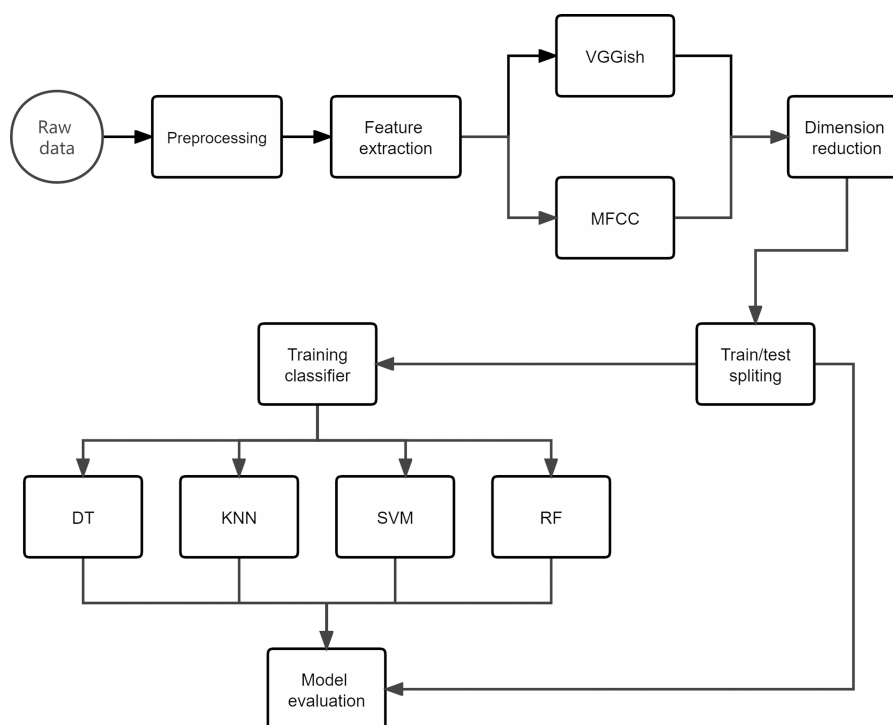 Raw
data
Preprocessing
Feature
extraction
VGGish
MFCC
Dimension
reduction
Train/test
spliting
Training
classifier
DT
KNN
SVM
RF
Model
evaluation